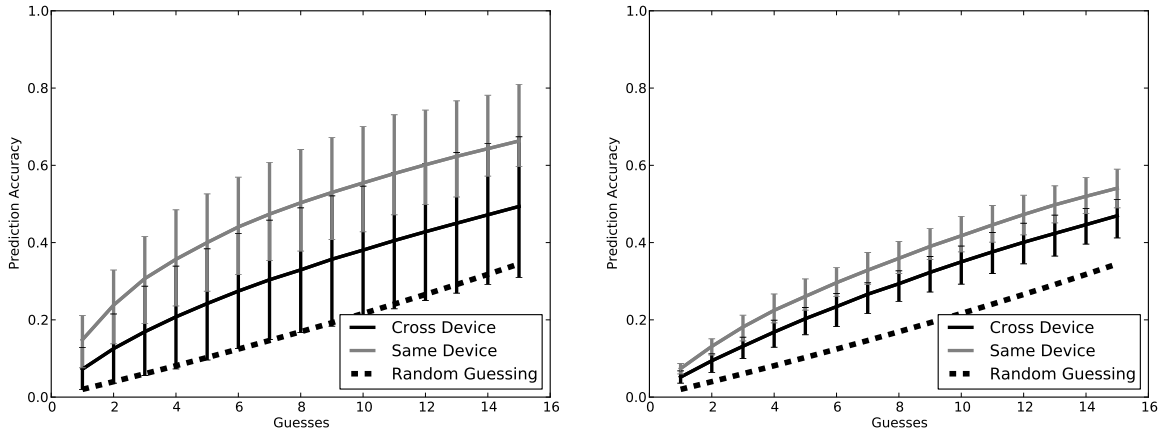 1.0
0.8
0.6
0.4
0.2
0.0
Prediction Accuracy
0 2 4 6 8 10 12 14 16
Guesses
Cross Device
Same Device
Random Guessing
1.0
0.8
0.6
0.4
0.2
0.0
Prediction Accuracy
0 2 4 6 8 10 12 14 16
Guesses
Cross Device
Same Device
Random Guessing